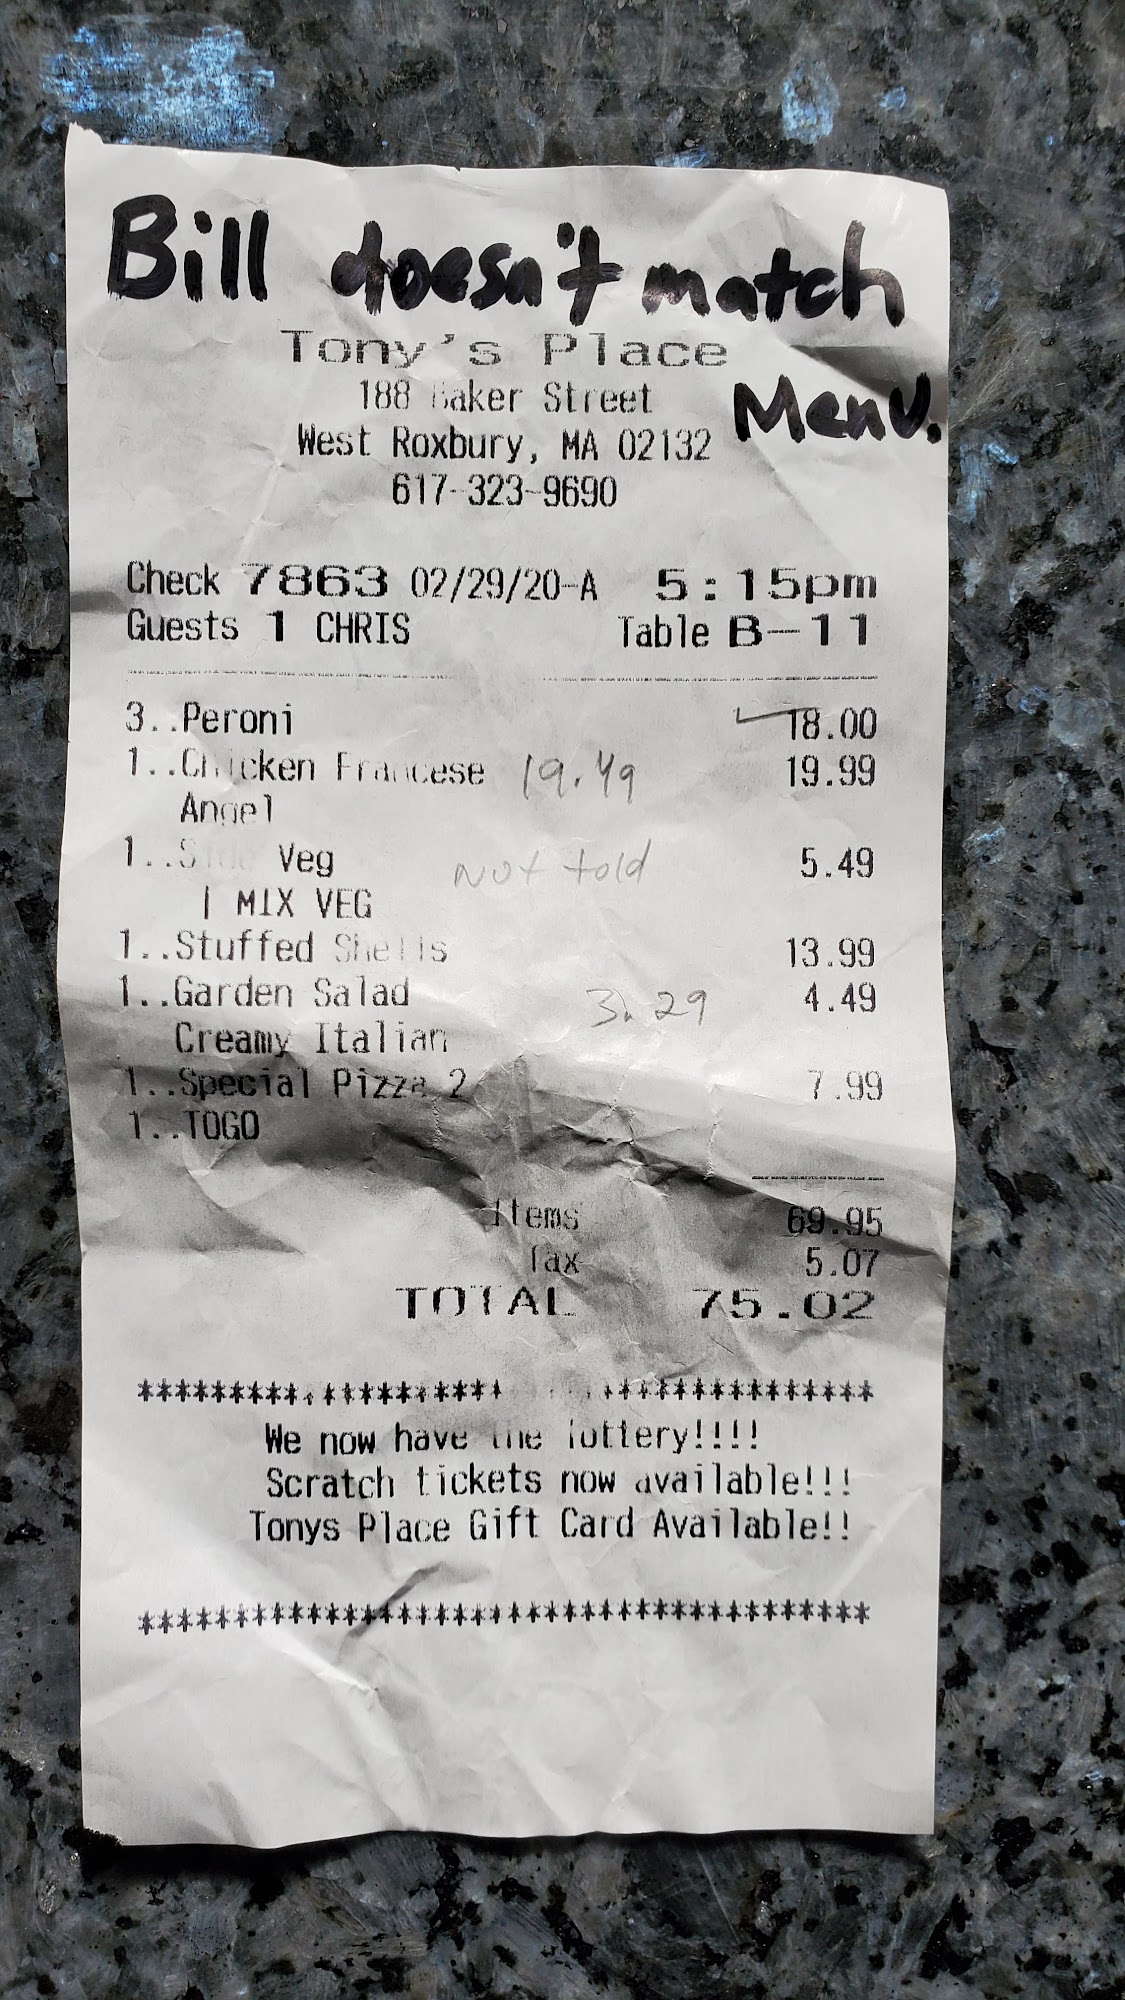 Bill doesn't match
Tony's Place
188 Baker Street
Menu.
West Roxbury, MA 02132
617-323-9690
Check 7863 02/29/20-A 5:15pm
Guests 1 CHRIS Table B-11
3..Peroni 18.00
1..Chicken Francese 19.49 19.99
Angel
1..Side Veg not told 5.49
1 MIX VEG
1..Stuffed Shells 13.99
1..Garden Salad 3.29 4.49
Creamy Italian
1..Special Pizza 2 7.99
1..TOGO
Items 69.95
Tax 5.07
TOTAL 75.02
****************************************
We now have the lottery!!!!
Scratch tickets now available!!!
Tonys Place Gift Card Available!!
****************************************